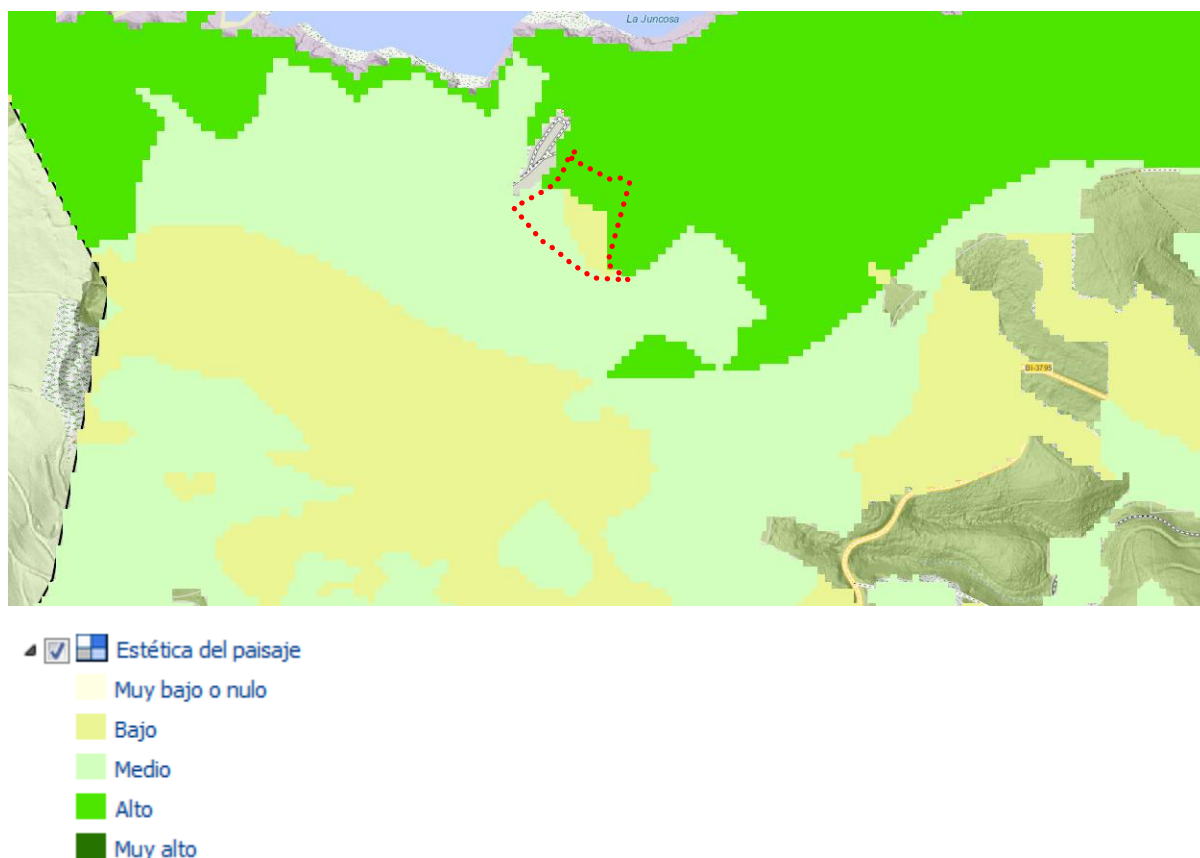 La Juncosa
BI-3795
Estética del paisaje
Muy bajo o nulo
Bajo
Medio
Alto
Muy alto